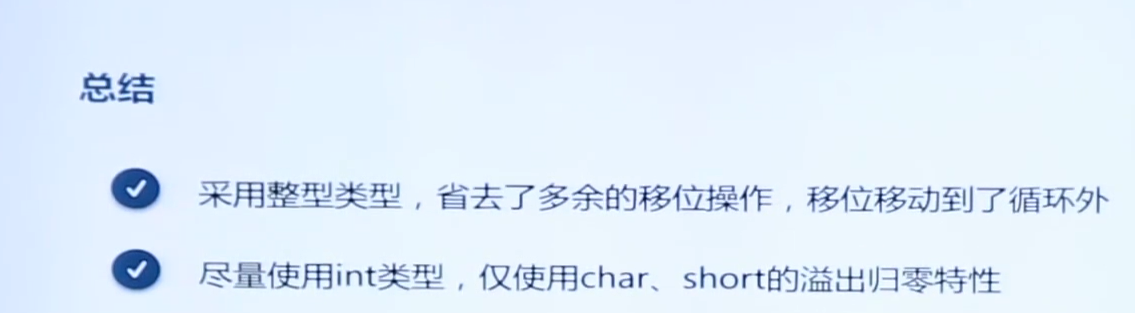 总结
采用整型类型，省去了多余的移位操作，移位移动到了循环外
尽量使用int类型，仅使用char、short的溢出归零特性